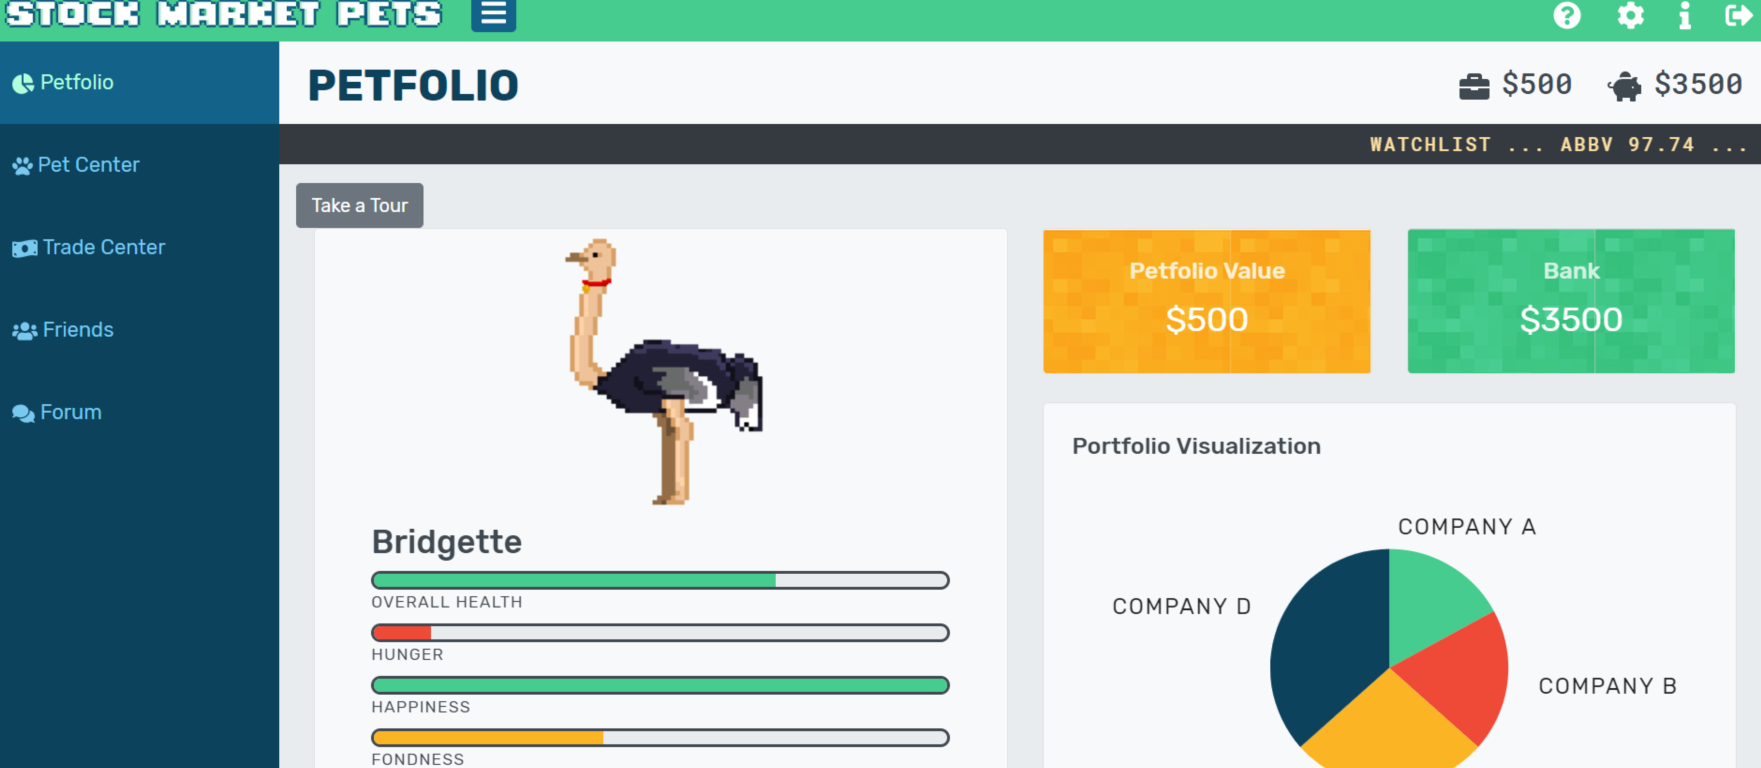 STOCK MARKET PETS
Petfolio
Pet Center
Trade Center
Friends
Forum
PETFOLIO
$500 $3500
WATCHLIST ... ABBV 97.74 ...
Take a Tour
Bridgette
OVERALL HEALTH
HUNGER
HAPPINESS
FONDNESS
Petfolio Value
$500
Bank
$3500
Portfolio Visualization
COMPANY A
COMPANY D
COMPANY B